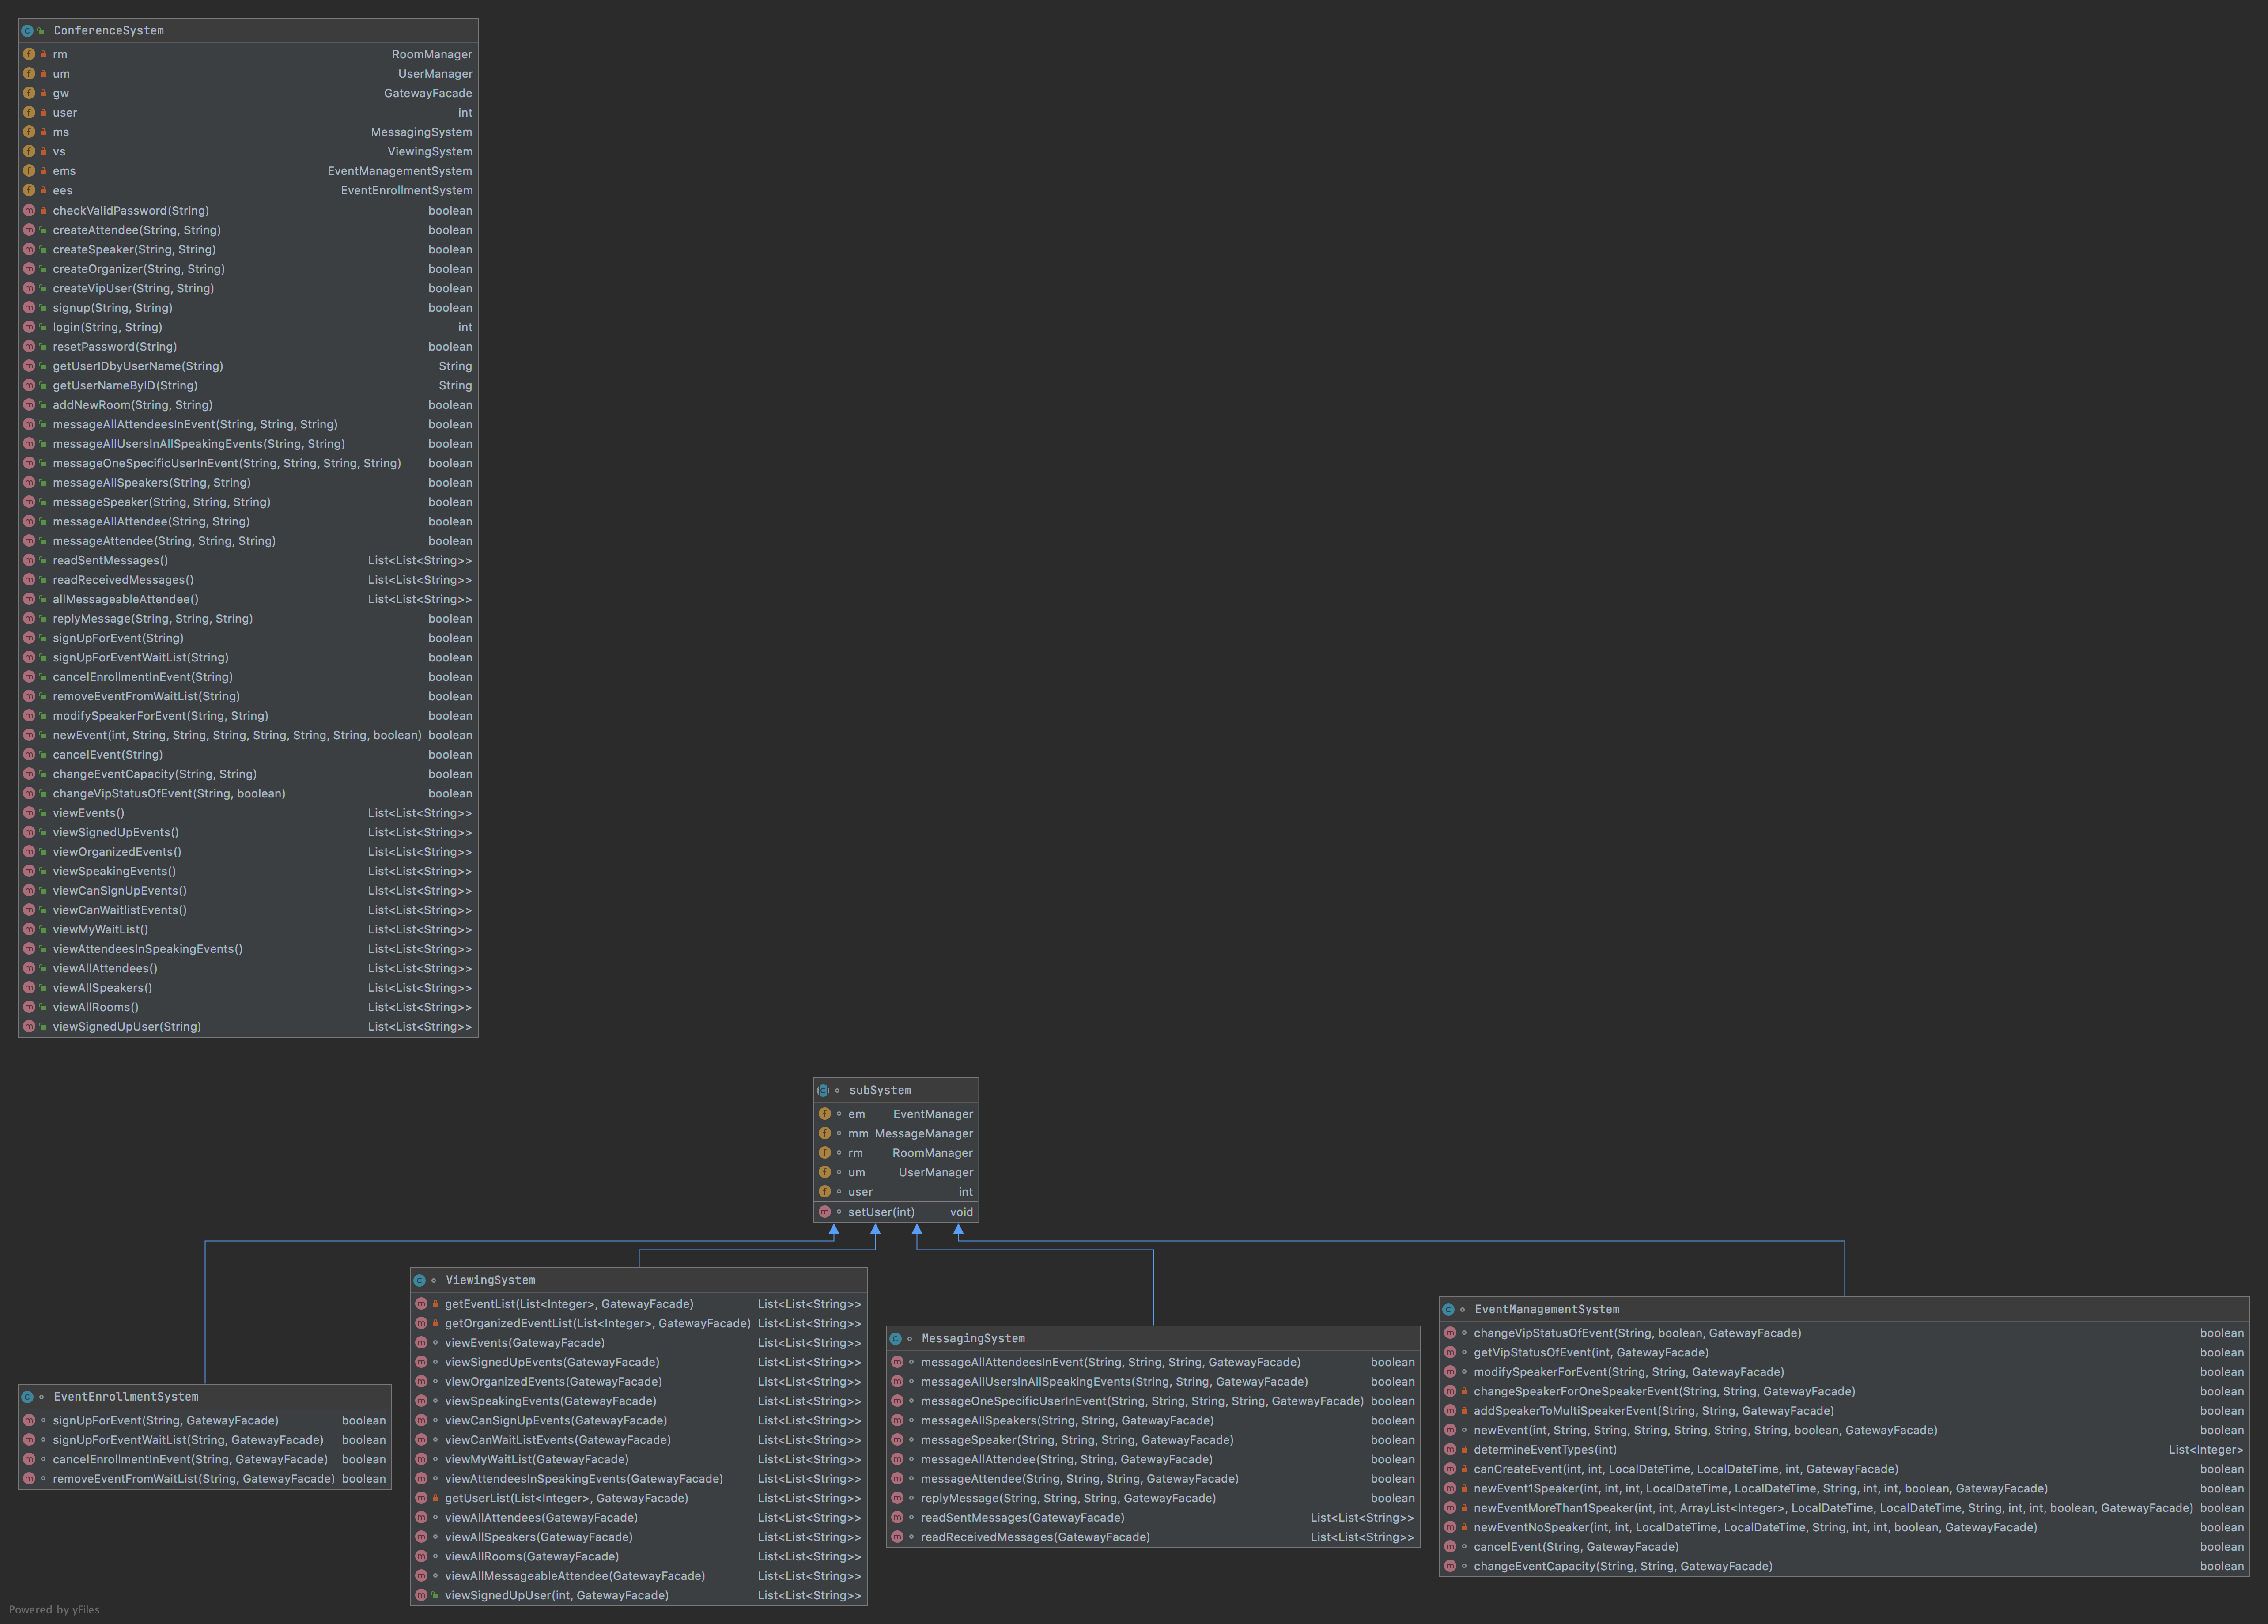 ConferenceSystem
rm RoomManager
um UserManager
gw GatewayFacade
user int
ms MessagingSystem
vs ViewingSystem
ems EventManagementSystem
ees EventEnrollmentSystem
checkValidPassword(String) boolean
createAttendee(String, String) boolean
createSpeaker(String, String) boolean
createOrganizer(String, String) boolean
createVipUser(String, String) boolean
signup(String, String) boolean
login(String, String) int
resetPassword(String) boolean
getUserIDbyUserName(String) String
getUserNameByID(String) String
addNewRoom(String, String) boolean
messageAllAttendeesInEvent(String, String, String) boolean
messageAllUsersInAllSpeakingEvents(String, String) boolean
messageOneSpecificUserInEvent(String, String, String, String) boolean
messageAllSpeakers(String, String) boolean
messageSpeaker(String, String, String) boolean
messageAllAttendee(String, String) boolean
messageAttendee(String, String, String) boolean
readSentMessages() List<List<String>>
readReceivedMessages() List<List<String>>
allMessageableAttendee() List<List<String>>
replyMessage(String, String, String) boolean
signUpForEvent(String) boolean
signUpForEventWaitList(String) boolean
cancelEnrollmentInEvent(String) boolean
removeEventFromWaitList(String) boolean
modifySpeakerForEvent(String, String) boolean
newEvent(int, String, String, String, String, String, String, boolean) boolean
cancelEvent(String) boolean
changeEventCapacity(String, String) boolean
changeVipStatusOfEvent(String, boolean) boolean
viewEvents() List<List<String>>
viewSignedUpEvents() List<List<String>>
viewOrganizedEvents() List<List<String>>
viewSpeakingEvents() List<List<String>>
viewCanSignUpEvents() List<List<String>>
viewCanWaitlistEvents() List<List<String>>
viewMyWaitList() List<List<String>>
viewAttendeesInSpeakingEvents() List<List<String>>
viewAllAttendees() List<List<String>>
viewAllSpeakers() List<List<String>>
viewAllRooms() List<List<String>>
viewSignedUpUser(String) List<List<String>>
subSystem
em EventManager
mm MessageManager
rm RoomManager
um UserManager
user int
setUser(int) void
EventEnrollmentSystem
signUpForEvent(String, GatewayFacade) boolean
signUpForEventWaitList(String, GatewayFacade) boolean
cancelEnrollmentInEvent(String, GatewayFacade) boolean
removeEventFromWaitList(String, GatewayFacade) boolean
ViewingSystem
getEventList(List<Integer>, GatewayFacade) List<List<String>>
getOrganizedEventList(List<Integer>, GatewayFacade) List<List<String>>
viewEvents(GatewayFacade) List<List<String>>
viewSignedUpEvents(GatewayFacade) List<List<String>>
viewOrganizedEvents(GatewayFacade) List<List<String>>
viewSpeakingEvents(GatewayFacade) List<List<String>>
viewCanSignUpEvents(GatewayFacade) List<List<String>>
viewCanWaitListEvents(GatewayFacade) List<List<String>>
viewMyWaitList(GatewayFacade) List<List<String>>
viewAttendeesInSpeakingEvents(GatewayFacade) List<List<String>>
getUserList(List<Integer>, GatewayFacade) List<List<String>>
viewAllAttendees(GatewayFacade) List<List<String>>
viewAllSpeakers(GatewayFacade) List<List<String>>
viewAllRooms(GatewayFacade) List<List<String>>
viewAllMessageableAttendee(GatewayFacade) List<List<String>>
viewSignedUpUser(int, GatewayFacade) List<List<String>>
MessagingSystem
messageAllAttendeesInEvent(String, String, String, GatewayFacade) boolean
messageAllUsersInAllSpeakingEvents(String, String, GatewayFacade) boolean
messageOneSpecificUserInEvent(String, String, String, String, GatewayFacade) boolean
messageAllSpeakers(String, String, GatewayFacade) boolean
messageSpeaker(String, String, String, GatewayFacade) boolean
messageAllAttendee(String, String, GatewayFacade) boolean
messageAttendee(String, String, String, GatewayFacade) boolean
replyMessage(String, String, String, GatewayFacade) boolean
readSentMessages(GatewayFacade) List<List<String>>
readReceivedMessages(GatewayFacade) List<List<String>>
EventManagementSystem
changeVipStatusOfEvent(String, boolean, GatewayFacade) boolean
getVipStatusOfEvent(int, GatewayFacade) boolean
modifySpeakerForEvent(String, String, GatewayFacade) boolean
changeSpeakerForOneSpeakerEvent(String, String, GatewayFacade) boolean
addSpeakerToMultiSpeakerEvent(String, String, GatewayFacade) boolean
newEvent(int, String, String, String, String, String, String, boolean, GatewayFacade) boolean
determineEventTypes(int) List<Integer>
canCreateEvent(int, int, LocalDateTime, LocalDateTime, int, GatewayFacade) boolean
newEvent1Speaker(int, int, int, LocalDateTime, LocalDateTime, String, int, int, boolean, GatewayFacade) boolean
newEventMoreThan1Speaker(int, int, ArrayList<Integer>, LocalDateTime, LocalDateTime, String, int, int, boolean, GatewayFacade) boolean
newEventNoSpeaker(int, int, LocalDateTime, LocalDateTime, String, int, int, boolean, GatewayFacade) boolean
cancelEvent(String, GatewayFacade) boolean
changeEventCapacity(String, String, GatewayFacade) boolean
Powered by yFiles